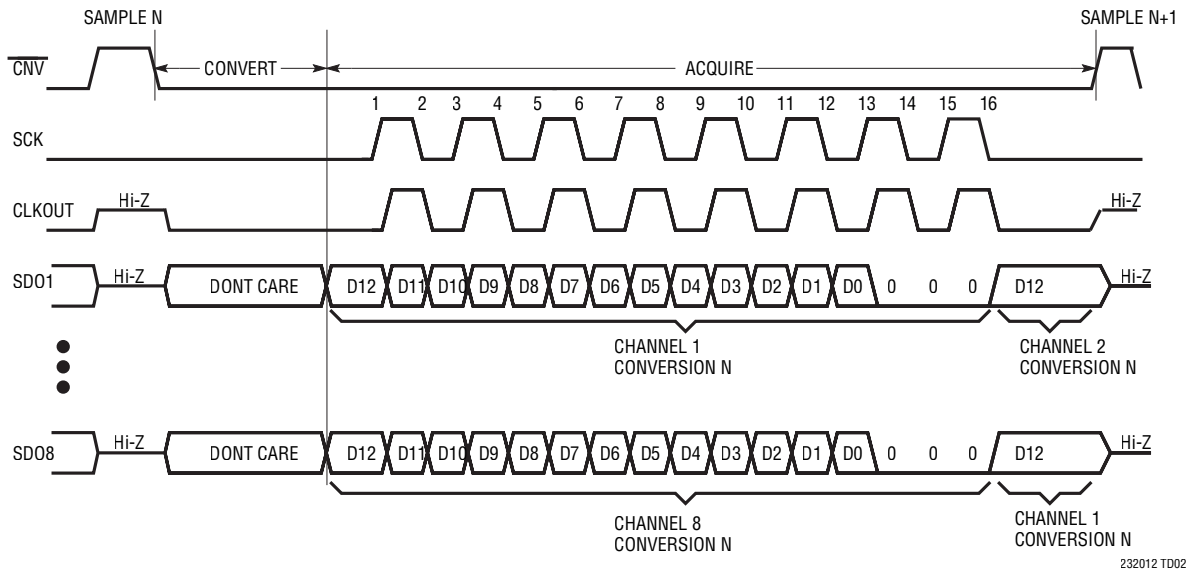 SAMPLE N SAMPLE N+1
CNV CONVERT ACQUIRE
1 2 3 4 5 6 7 8 9 10 11 12 13 14 15 16
SCK
CLKOUT Hi-Z Hi-Z
SDO1 Hi-Z DONT CARE D12 D11 D10 D9 D8 D7 D6 D5 D4 D3 D2 D1 D0 0 0 0 D12 Hi-Z
CHANNEL 1 CHANNEL 2
CONVERSION N CONVERSION N
SDO8 Hi-Z DONT CARE D12 D11 D10 D9 D8 D7 D6 D5 D4 D3 D2 D1 D0 0 0 0 D12 Hi-Z
CHANNEL 8 CHANNEL 1
CONVERSION N CONVERSION N
232012 TD02